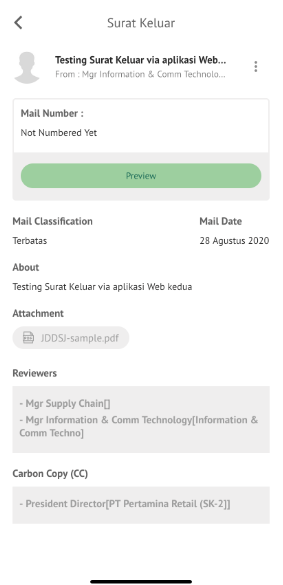 Surat Keluar
Testing Surat Keluar via aplikasi Web...
From : Mgr Information & Comm Technolo...
Mail Number :
Not Numbered Yet
Preview
Mail Classification
Mail Date
Terbatas
28 Agustus 2020
About
Testing Surat Keluar via aplikasi Web kedua
Attachment
JDDSJ-sample.pdf
Reviewers
- Mgr Supply Chain[]
- Mgr Information & Comm Technology[Information &
Comm Techno]
Carbon Copy (CC)
- President Director[PT Pertamina Retail (SK-2]]